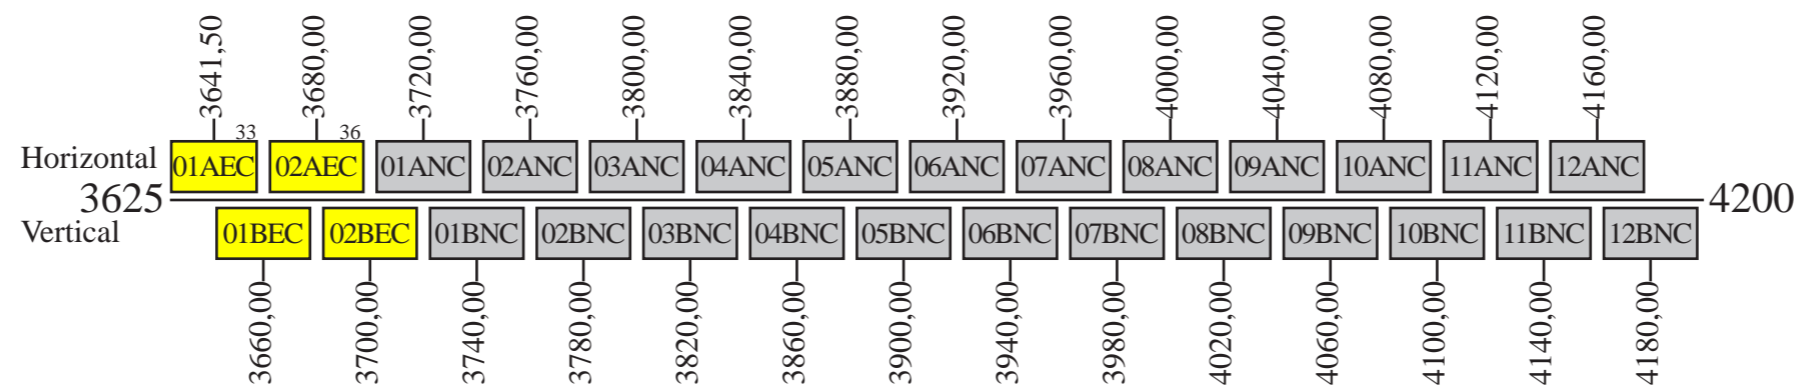 3641,50 3680,00 3720,00 3760,00 3800,00 3840,00 3880,00 3920,00 3960,00 4000,00 4040,00 4080,00 4120,00 4160,00
33 36
Horizontal 01AEC 02AEC 01ANC 02ANC 03ANC 04ANC 05ANC 06ANC 07ANC 08ANC 09ANC 10ANC 11ANC 12ANC
3625 4200
Vertical 01BEC 02BEC 01BNC 02BNC 03BNC 04BNC 05BNC 06BNC 07BNC 08BNC 09BNC 10BNC 11BNC 12BNC
3660,00 3700,00 3740,00 3780,00 3820,00 3860,00 3900,00 3940,00 3980,00 4020,00 4060,00 4100,00 4140,00 4180,00